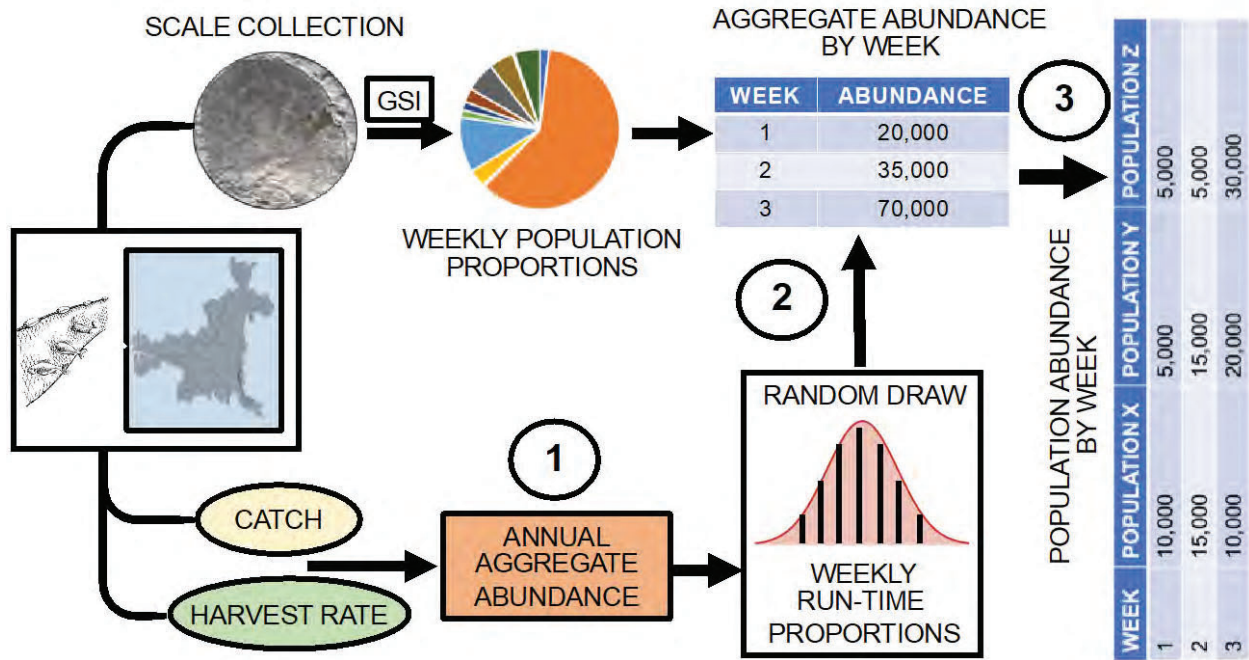 SCALE COLLECTION
GSI
WEEKLY POPULATION
PROPORTIONS
AGGREGATE ABUNDANCE
BY WEEK
WEEK ABUNDANCE
1 20,000
2 35,000
3 70,000
3
POPULATION ABUNDANCE
BY WEEK
WEEK POPULATION X POPULATION Y POPULATION Z
1 10,000 5,000 5,000
2 15,000 15,000 5,000
3 10,000 20,000 30,000
2
RANDOM DRAW
WEEKLY
RUN-TIME
PROPORTIONS
1
ANNUAL
AGGREGATE
ABUNDANCE
CATCH
HARVEST RATE